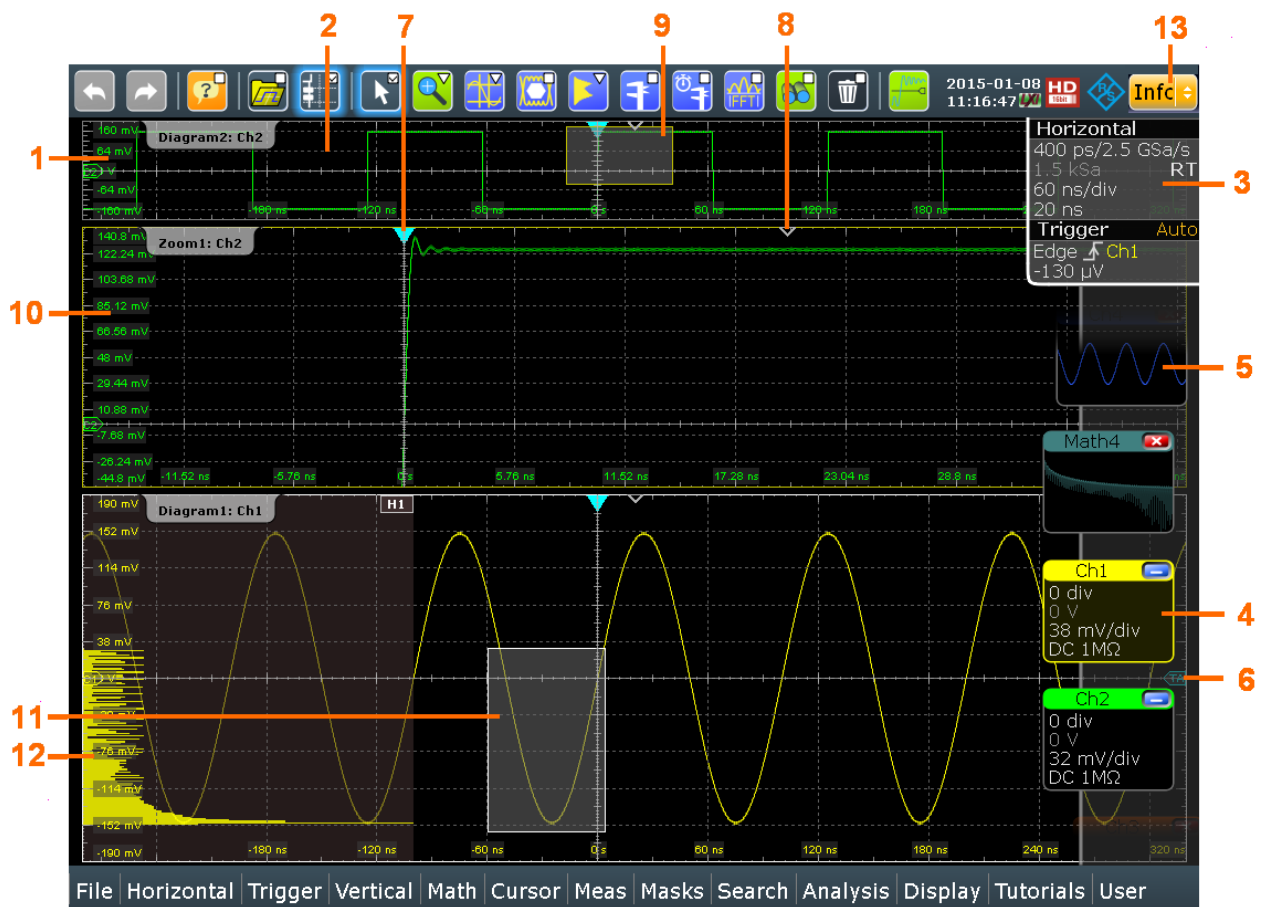 2 7 9 8 13
2015-01-08 HD
11:16:47 LXI 16bit R&S Info
? IFFT
Diagram2: Ch2
160 mV
64 mV
-64 mV
-160 mV
-180 ns -120 ns -60 ns 0 s 60 ns 120 ns 180 ns
1
Horizontal
400 ps/2.5 GSa/s
1.5 kSa RT
60 ns/div
20 ns
Trigger Auto
Edge Ch1
-130 µV
3
Zoom1: Ch2
140.8 mV
122.24 mV
103.68 mV
85.12 mV
66.56 mV
48 mV
29.44 mV
10.88 mV
-7.68 mV
-26.24 mV
-44.8 mV
-11.52 ns -5.76 ns 0 s 5.76 ns 11.52 ns 17.28 ns 23.04 ns 28.8 ns
10
5
Math4
Diagram1: Ch1
H1
190 mV
152 mV
114 mV
76 mV
38 mV
-76 mV
-114 mV
-152 mV
-190 mV
-180 ns -120 ns -60 ns 0 s 60 ns 120 ns 180 ns 240 ns 320 ns
Ch1
0 div
0 V
38 mV/div
DC 1MΩ
4
TA
6
Ch2
0 div
0 V
32 mV/div
DC 1MΩ
11
12
File Horizontal Trigger Vertical Math Cursor Meas Masks Search Analysis Display Tutorials User